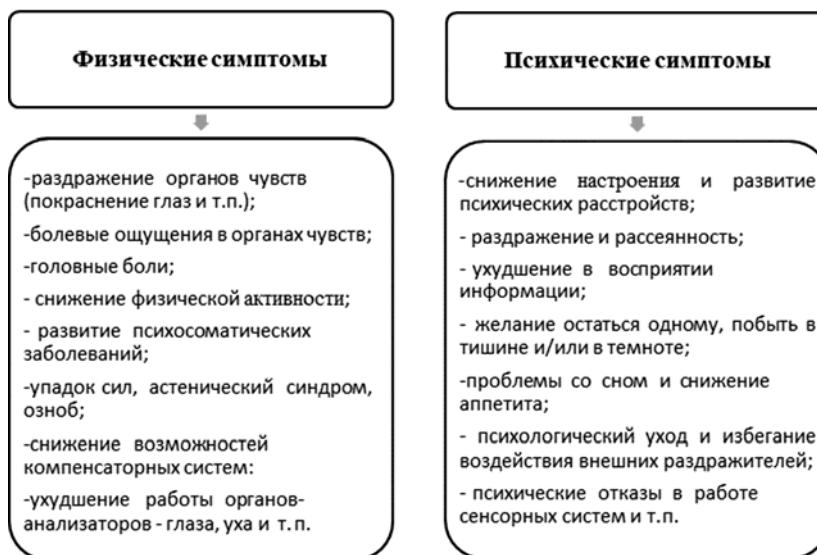 Физические симптомы
-раздражение органов чувств
(покраснение глаз и т.п.);
-болевые ощущения в органах чувств;
-головные боли;
- снижение физической активности;
- развитие психосоматических
заболеваний;
-упадок сил, астенический синдром,
озноб;
-снижение возможностей
компенсаторных систем:
-ухудшение работы органов-
анализаторов - глаза, уха и т.п.
Психические симптомы
-снижение настроения и развитие
психических расстройств;
- раздражение и рассеянность;
- ухудшение в восприятии
информации;
- желание остаться одному, побыть в
тишине и/или в темноте;
-проблемы со сном и снижение
аппетита;
- психологический уход и избегание
воздействия внешних раздражителей;
- психические отказы в работе
сенсорных систем и т.п.